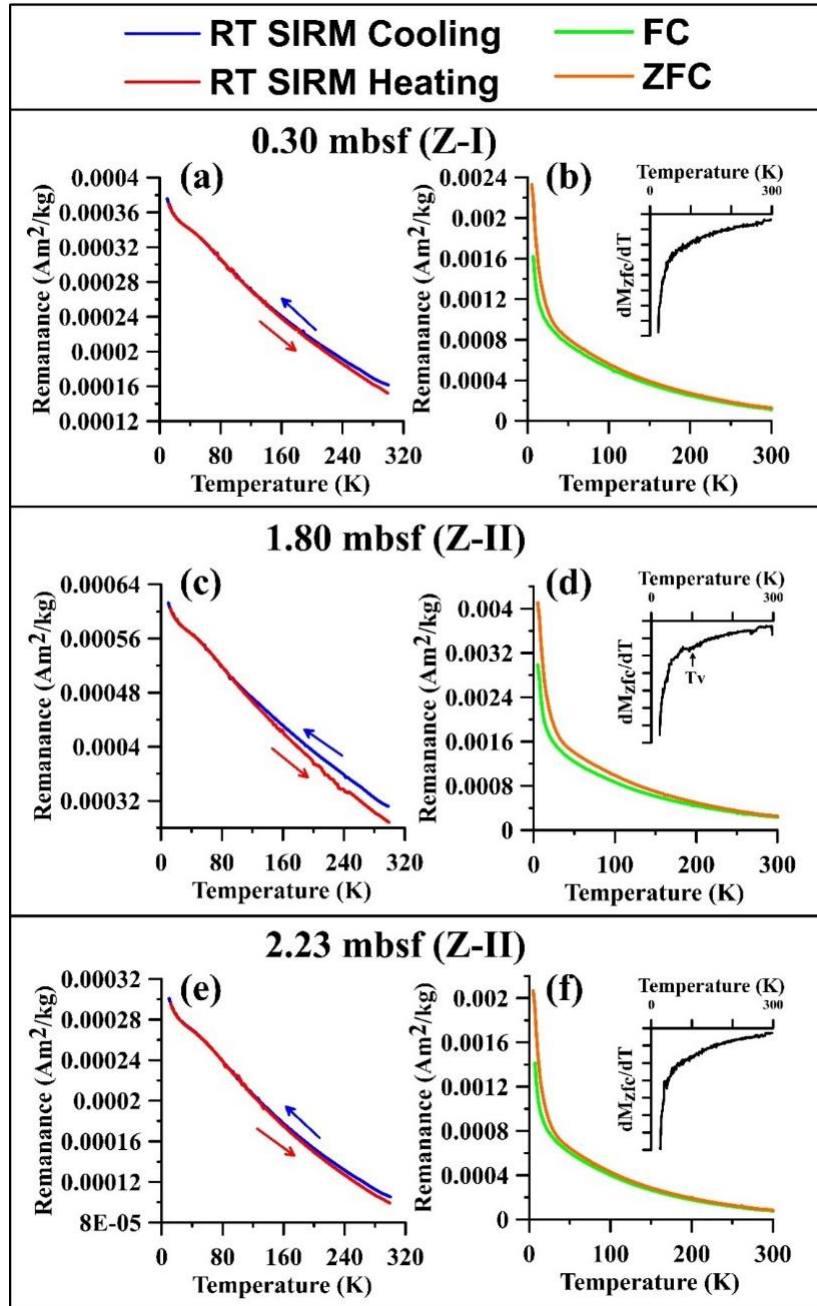 RT SIRM Cooling FC
RT SIRM Heating ZFC
0.30 mbsf (Z-I)
(a)
Remanance (Am²/kg)
0.0004
0.00036
0.00032
0.00028
0.00024
0.0002
0.00016
0.00012
0 80 160 240 320
Temperature (K)
(b)
Remanance (Am²/kg)
0.0024
0.002
0.0016
0.0012
0.0008
0.0004
0
0 100 200 300
Temperature (K)
Temperature (K)
0 300
dMzfc/dT
1.80 mbsf (Z-II)
(c)
Remanance (Am²/kg)
0.00064
0.00056
0.00048
0.0004
0.00032
0 80 160 240 320
Temperature (K)
(d)
Remanance (Am²/kg)
0.004
0.0032
0.0024
0.0016
0.0008
0
0 50 100 150 200 250 300
Temperature (K)
Temperature (K)
0 300
dMzfc/dT
Tv
2.23 mbsf (Z-II)
(e)
Remanance (Am²/kg)
0.00032
0.00028
0.00024
0.0002
0.00016
0.00012
8E-05
0 80 160 240 320
Temperature (K)
(f)
Remanance (Am²/kg)
0.002
0.0016
0.0012
0.0008
0.0004
0
0 100 200 300
Temperature (K)
Temperature (K)
0 300
dMzfc/dT